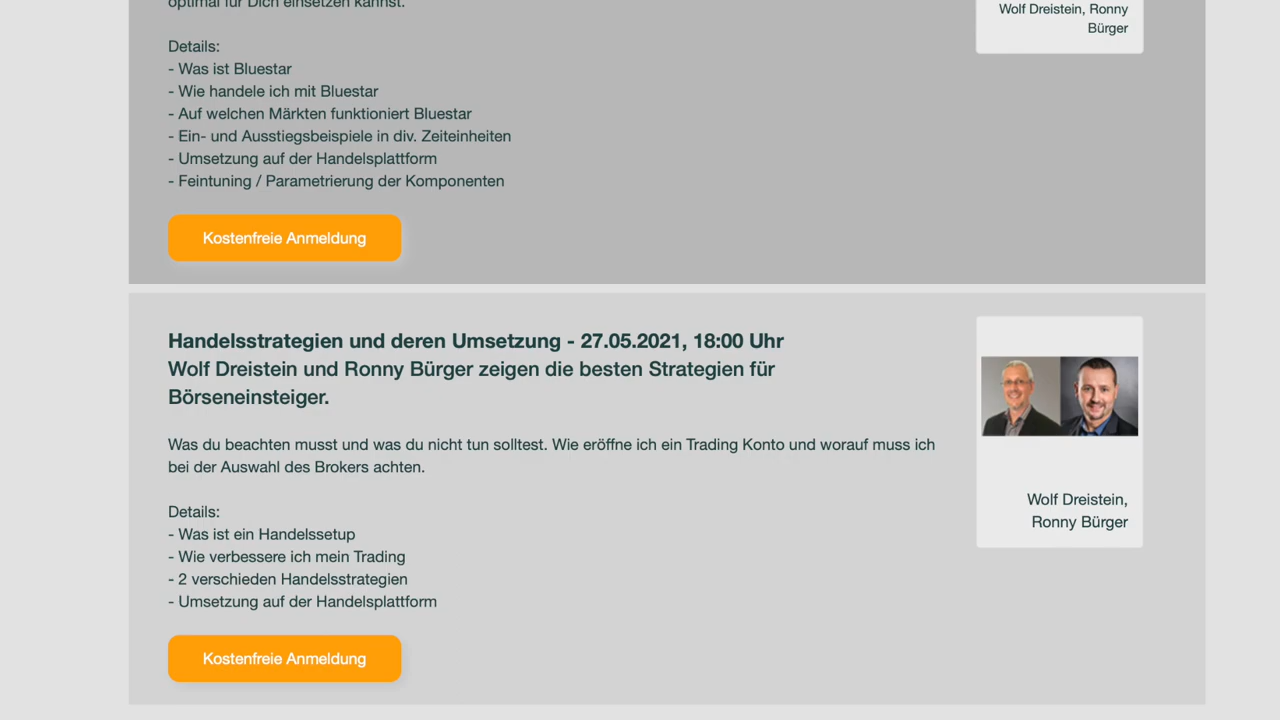 optimal für Dich einsetzen kannst.
Wolf Dreistein, Ronny
Bürger
Details:
- Was ist Bluestar
- Wie handele ich mit Bluestar
- Auf welchen Märkten funktioniert Bluestar
- Ein- und Ausstiegsbeispiele in div. Zeiteinheiten
- Umsetzung auf der Handelsplattform
- Feintuning / Parametrierung der Komponenten
Kostenfreie Anmeldung
Handelsstrategien und deren Umsetzung - 27.05.2021, 18:00 Uhr
Wolf Dreistein und Ronny Bürger zeigen die besten Strategien für
Börseneinsteiger.
Was du beachten musst und was du nicht tun solltest. Wie eröffne ich ein Trading Konto und worauf muss ich
bei der Auswahl des Brokers achten.
Details:
- Was ist ein Handelssetup
- Wie verbessere ich mein Trading
- 2 verschieden Handelsstrategien
- Umsetzung auf der Handelsplattform
Kostenfreie Anmeldung
Wolf Dreistein,
Ronny Bürger